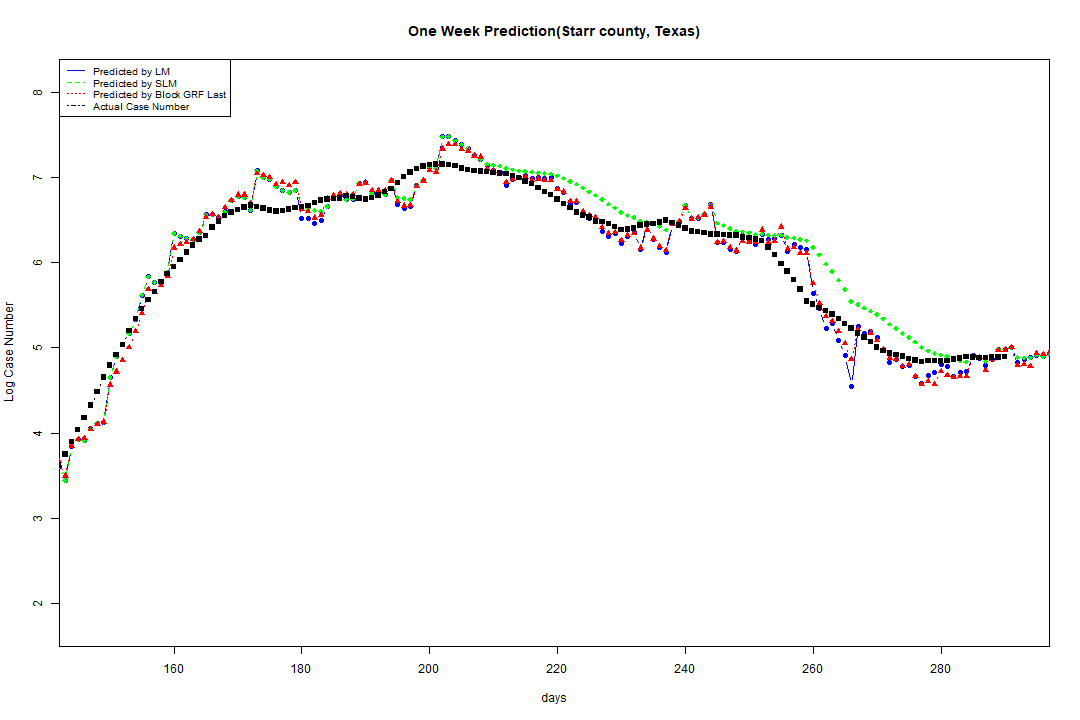 One Week Prediction(Starr county, Texas)
Predicted by LM
Predicted by SLM
Predicted by Block GRF Last
Actual Case Number
8
7
6
5
4
3
2
Log Case Number
160 180 200 220 240 260 280
days